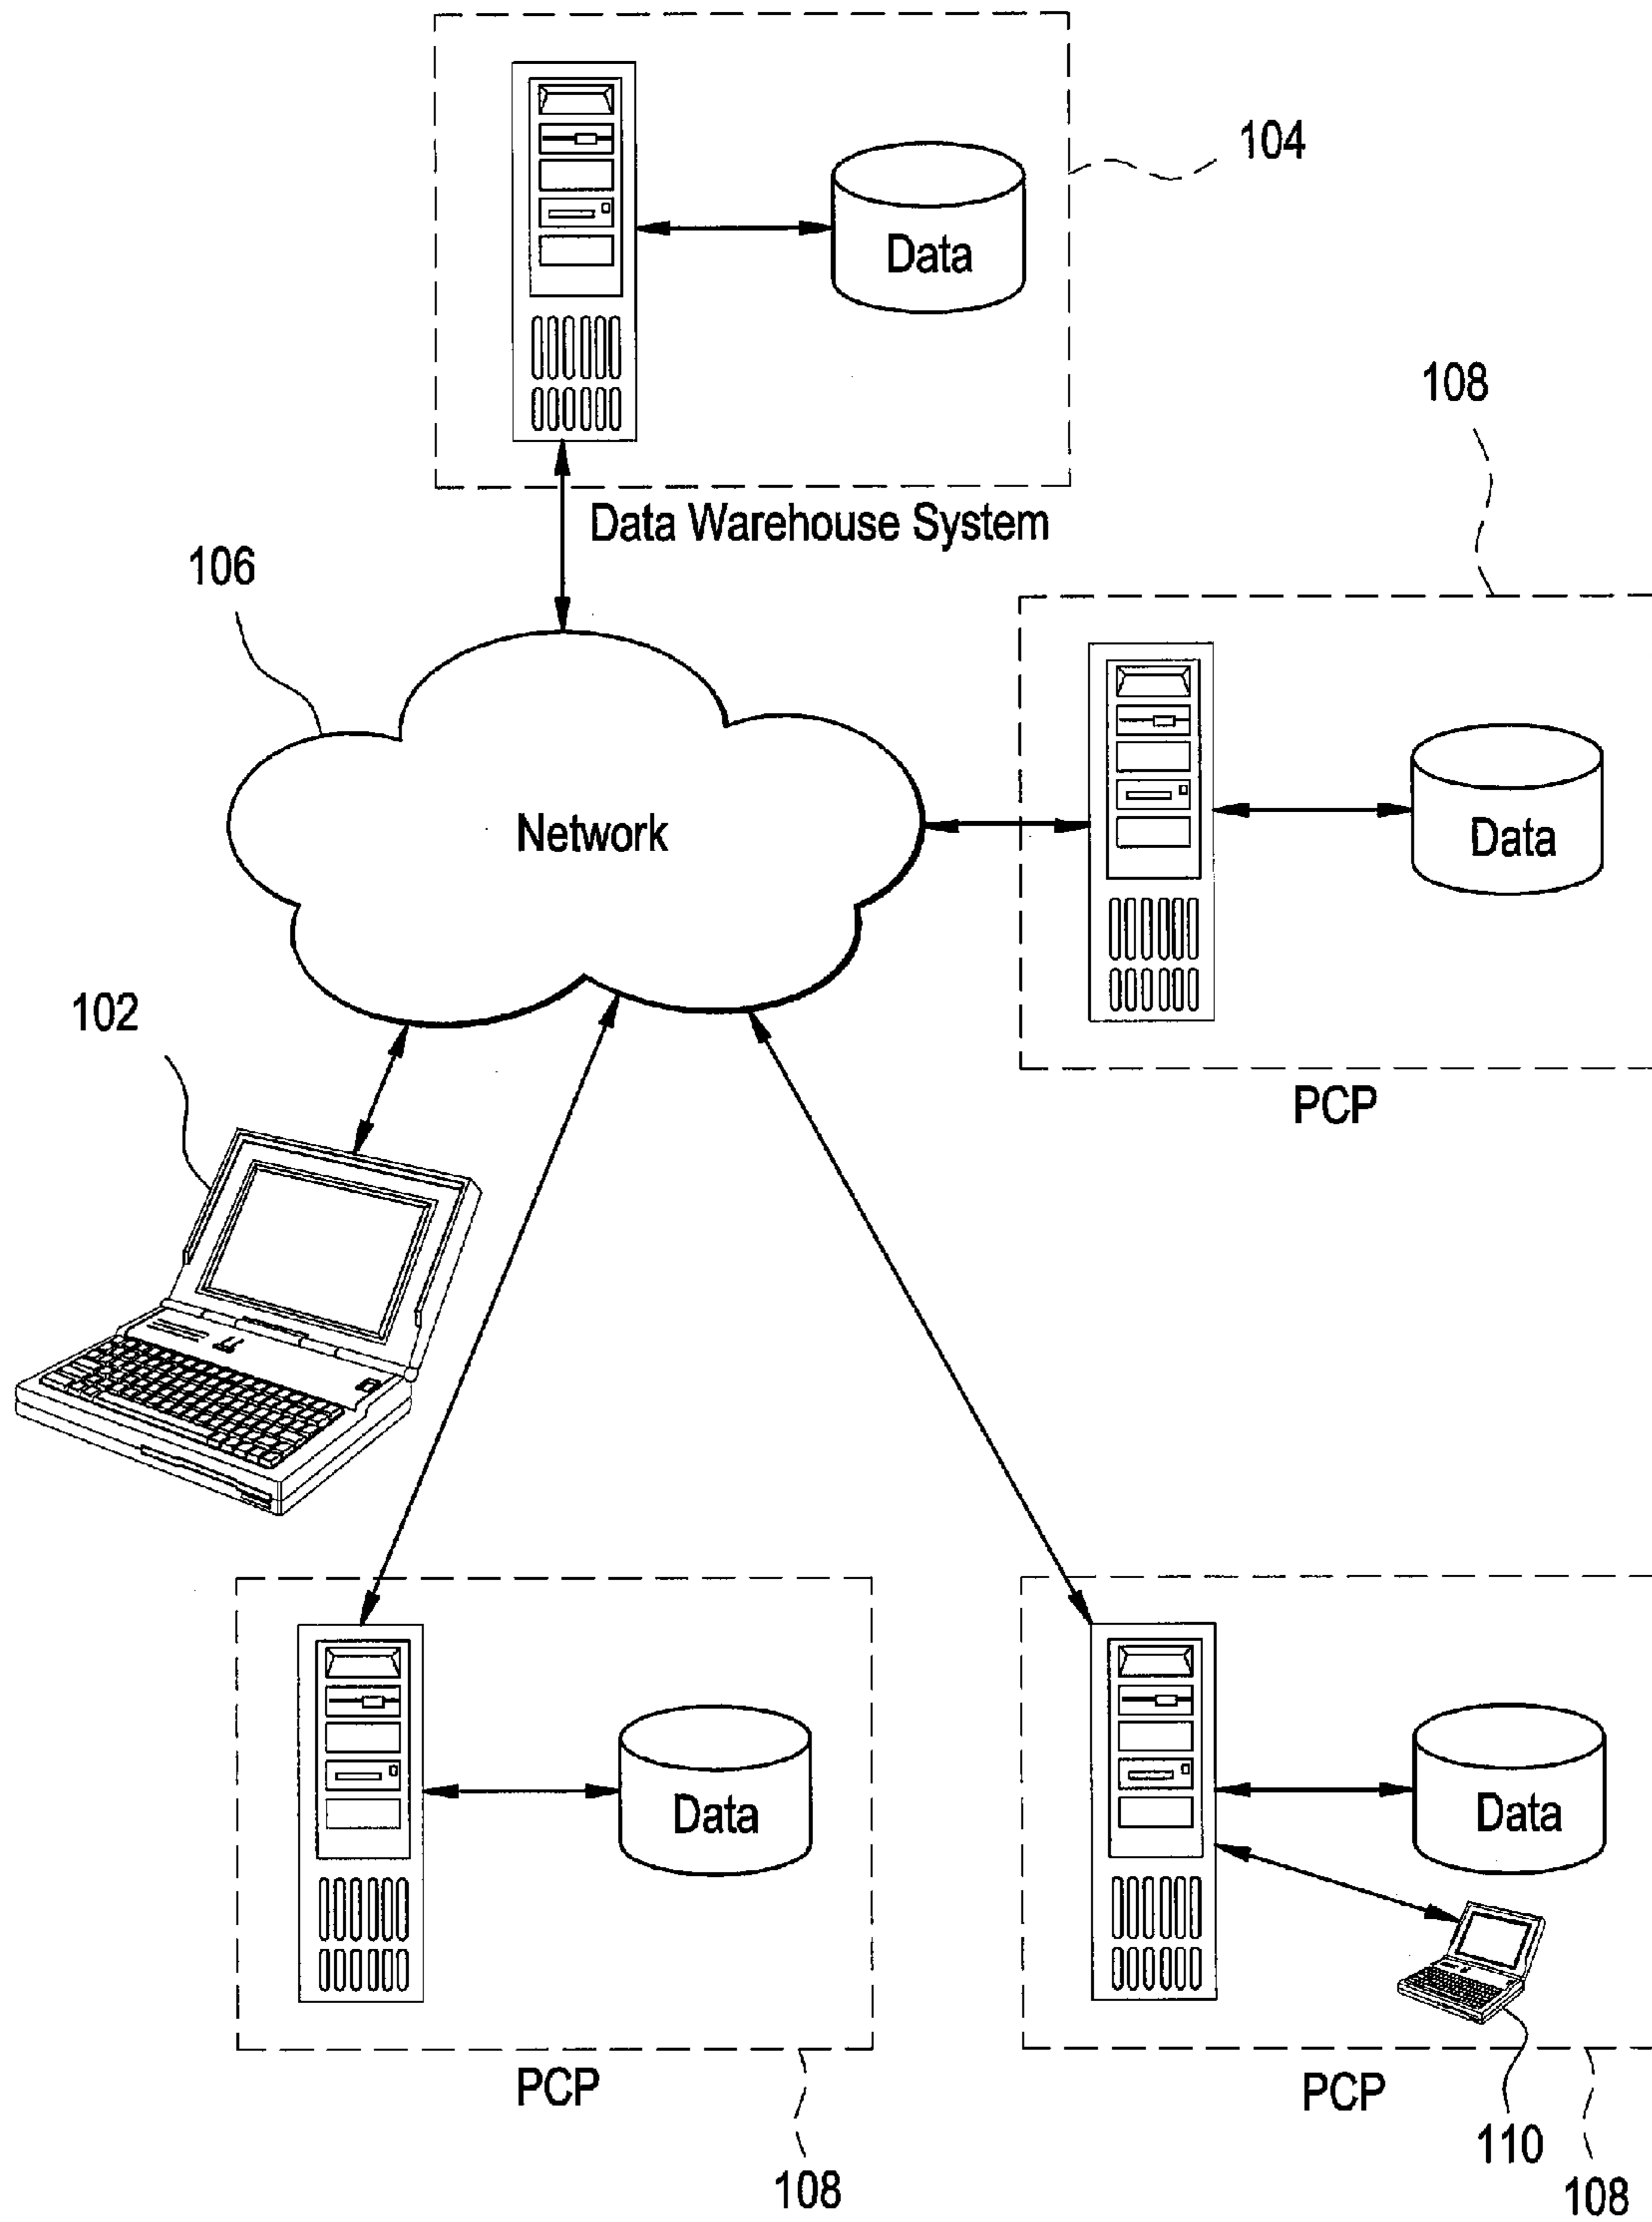 104
Data
108
Data Warehouse System
106
Network
Data
102
PCP
Data
Data
PCP
PCP
110
108
108